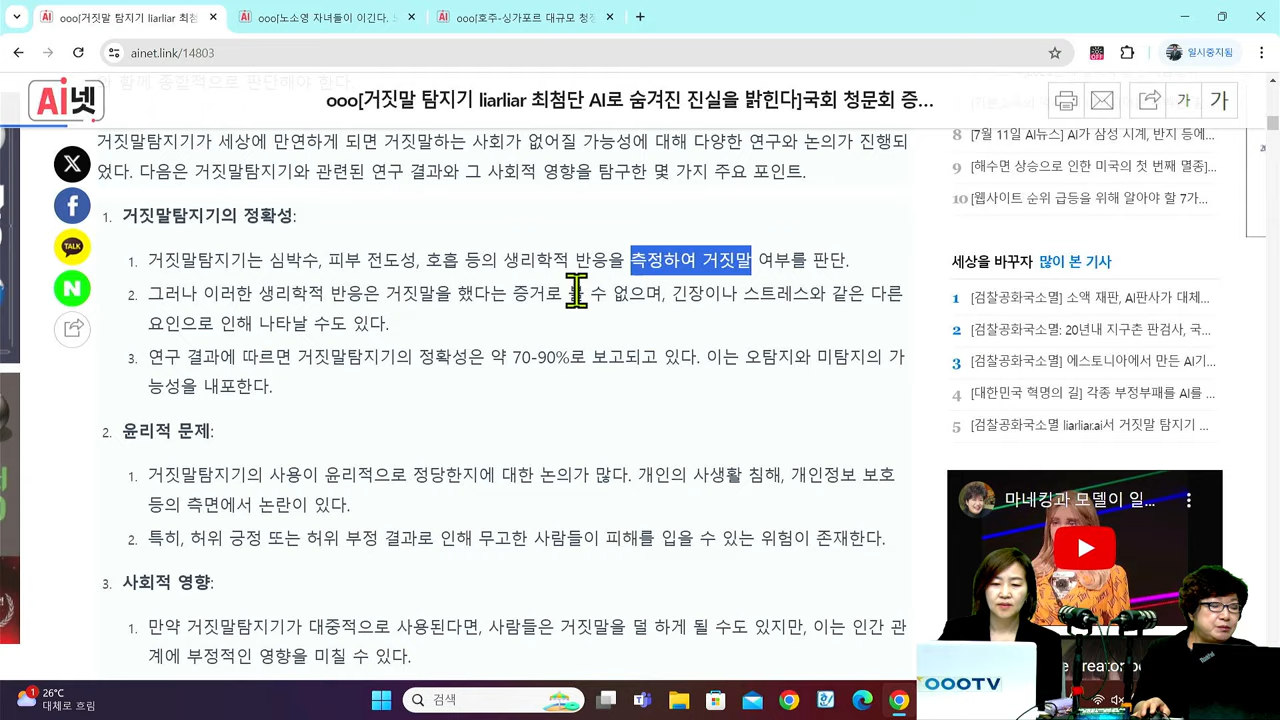 ooo[거짓말 탐지기 liarliar 최첨
ooo[노소영 자녀들이 이긴다.
ooo[호주-싱가포르 대규모 청정
ainet.link/14803
OFF
일시중지됨
와 함께 종합적으로 판단해야 한다.
Ai넷
ooo[거짓말 탐지기 liarliar 최첨단 AI로 숨겨진 진실을 밝힌다]국회 청문회 증...
가
가
거짓말탐지기가 세상에 만연하게 되면 거짓말하는 사회가 없어질 가능성에 대해 다양한 연구와 논의가 진행되
었다. 다음은 거짓말탐지기와 관련된 연구 결과와 그 사회적 영향을 탐구한 몇 가지 주요 포인트.
TALK
N
1. 거짓말탐지기의 정확성:
1. 거짓말탐지기는 심박수, 피부 전도성, 호흡 등의 생리학적 반응을 측정하여 거짓말 여부를 판단.
2. 그러나 이러한 생리학적 반응은 거짓말을 했다는 증거로 볼 수 없으며, 긴장이나 스트레스와 같은 다른
요인으로 인해 나타날 수도 있다.
3. 연구 결과에 따르면 거짓말탐지기의 정확성은 약 70-90%로 보고되고 있다. 이는 오탐지와 미탐지의 가
능성을 내포한다.
2. 윤리적 문제:
1. 거짓말탐지기의 사용이 윤리적으로 정당한지에 대한 논의가 많다. 개인의 사생활 침해, 개인정보 보호
등의 측면에서 논란이 있다.
2. 특히, 허위 긍정 또는 허위 부정 결과로 인해 무고한 사람들이 피해를 입을 수 있는 위험이 존재한다.
3. 사회적 영향:
1. 만약 거짓말탐지기가 대중적으로 사용된다면, 사람들은 거짓말을 덜 하게 될 수도 있지만, 이는 인간 관
계에 부정적인 영향을 미칠 수 있다.
8 [7월 11일AI뉴스] AI가 삼성 시계, 반지 등에...
9 [해수면 상승으로 인한 미국의 첫 번째 멸종]...
10 [웹사이트 순위 급등을 위해 알아야 할 7가...
세상을 바꾸자 많이 본 기사
1 [검찰공화국소멸] 소액 재판, AI판사가 대체...
2 [검찰공화국소멸: 20년내 지구촌 판검사, 국...
3 [검찰공화국소멸] 에스토니아에서 만든 AI기...
4 [대한민국 혁명의 길] 각종 부정부패를 AI를 ...
5 [검찰공화국소멸 liarliar.ai서 거짓말 탐지기 ...
마네킹과 모델이 일...
OOOTV
ThinkPad
1
26°C
대체로 흐림
검색